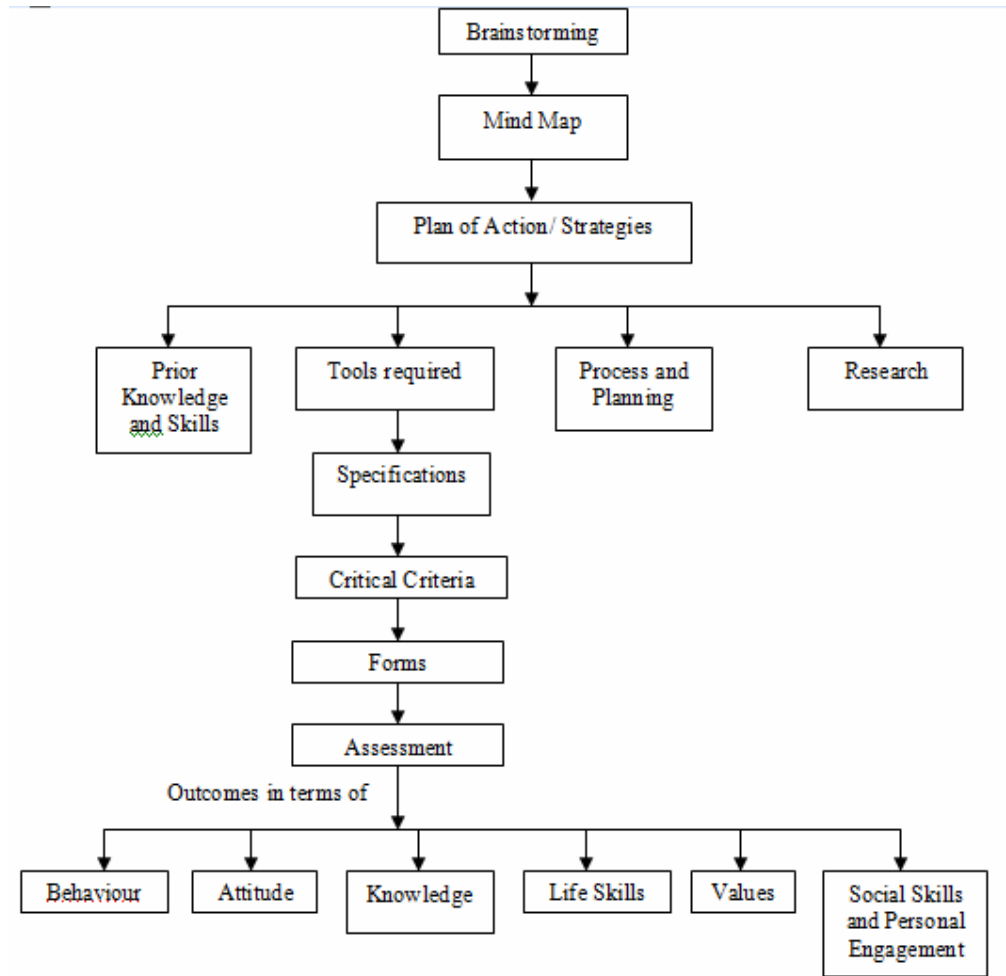 Brainstorming
Mind Map
Plan of Action/ Strategies
Prior
Knowledge
and Skills
Tools required
Process and
Planning
Research
Specifications
Critical Criteria
Forms
Assessment
Outcomes in terms of
Behaviour
Attitude
Knowledge
Life Skills
Values
Social Skills
and Personal
Engagement